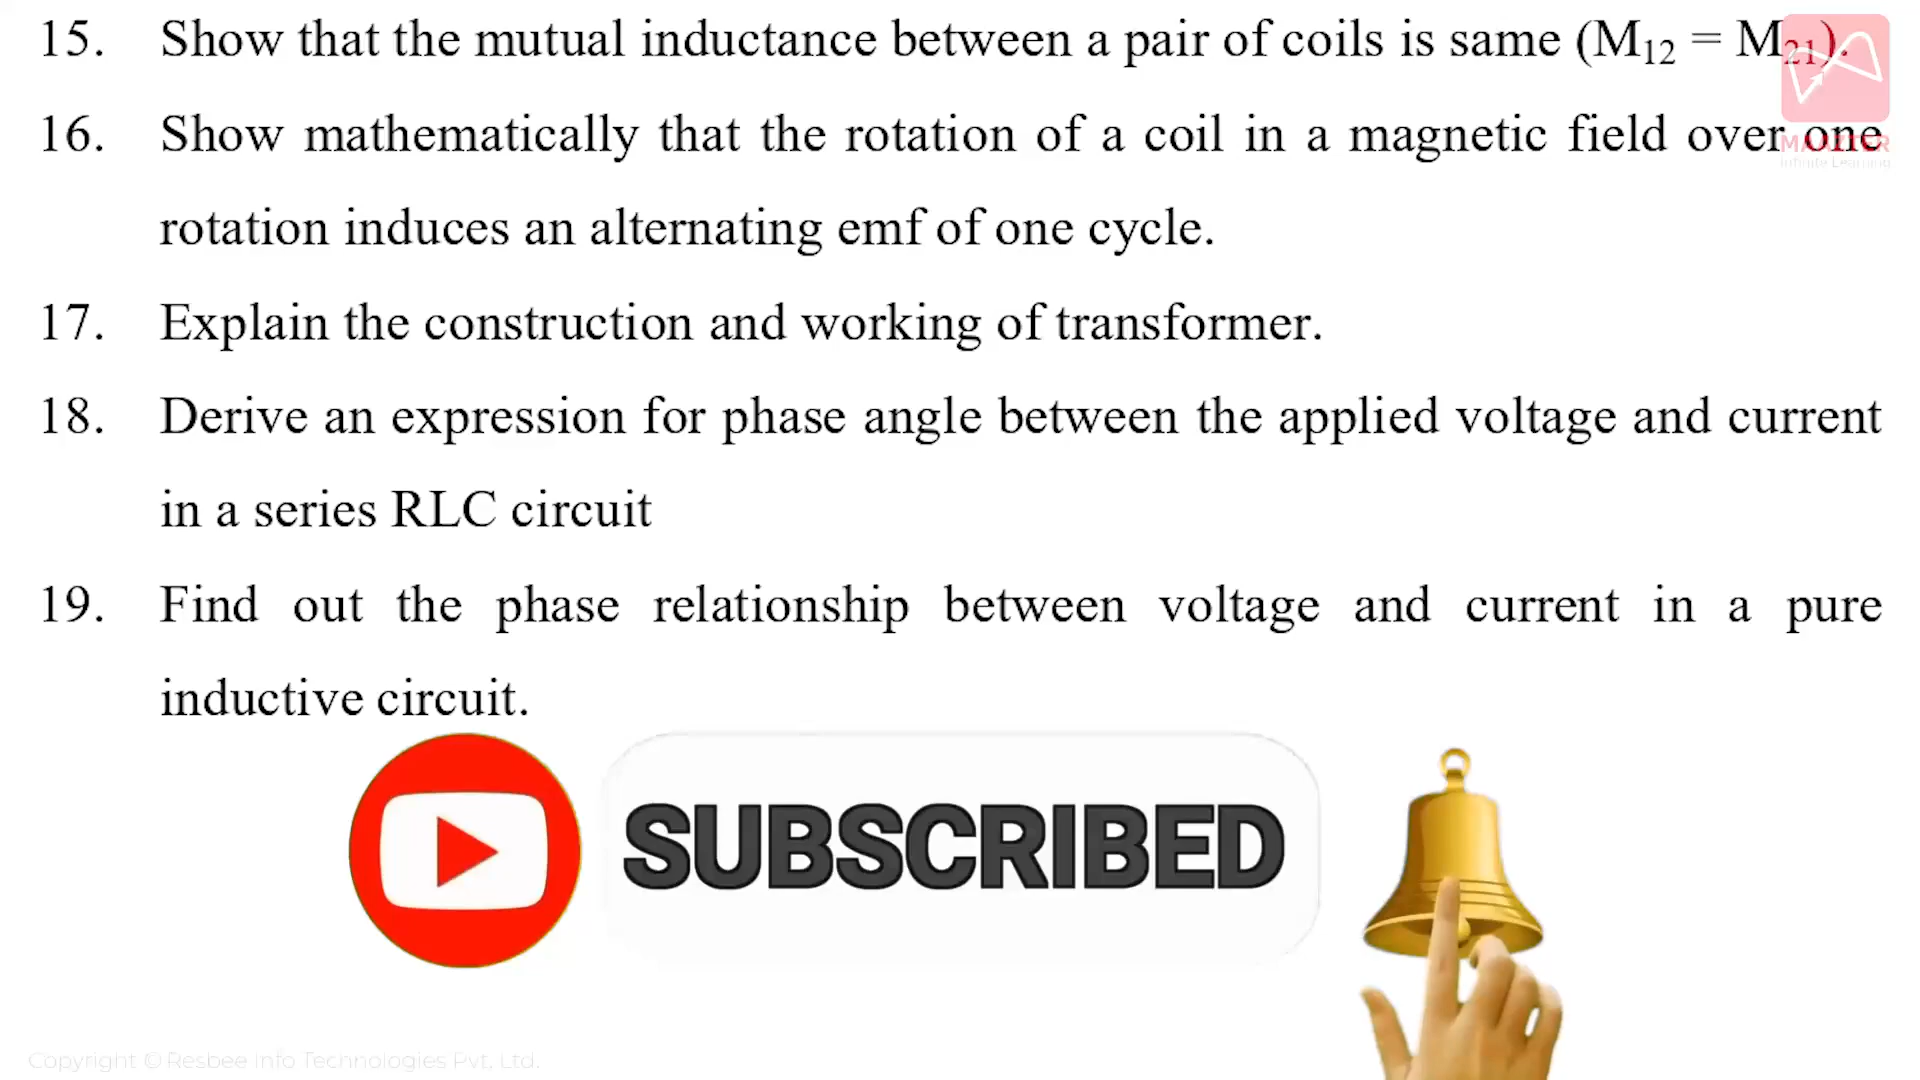 15. Show that the mutual inductance between a pair of coils is same (M₁₂ = M₂₁).
16. Show mathematically that the rotation of a coil in a magnetic field over one
rotation induces an alternating emf of one cycle.
17. Explain the construction and working of transformer.
18. Derive an expression for phase angle between the applied voltage and current
in a series RLC circuit
19. Find out the phase relationship between voltage and current in a pure
inductive circuit.
MAAZTER
Infinite Learning
SUBSCRIBED
Copyright © Resbee Info Technologies Pvt. Ltd.